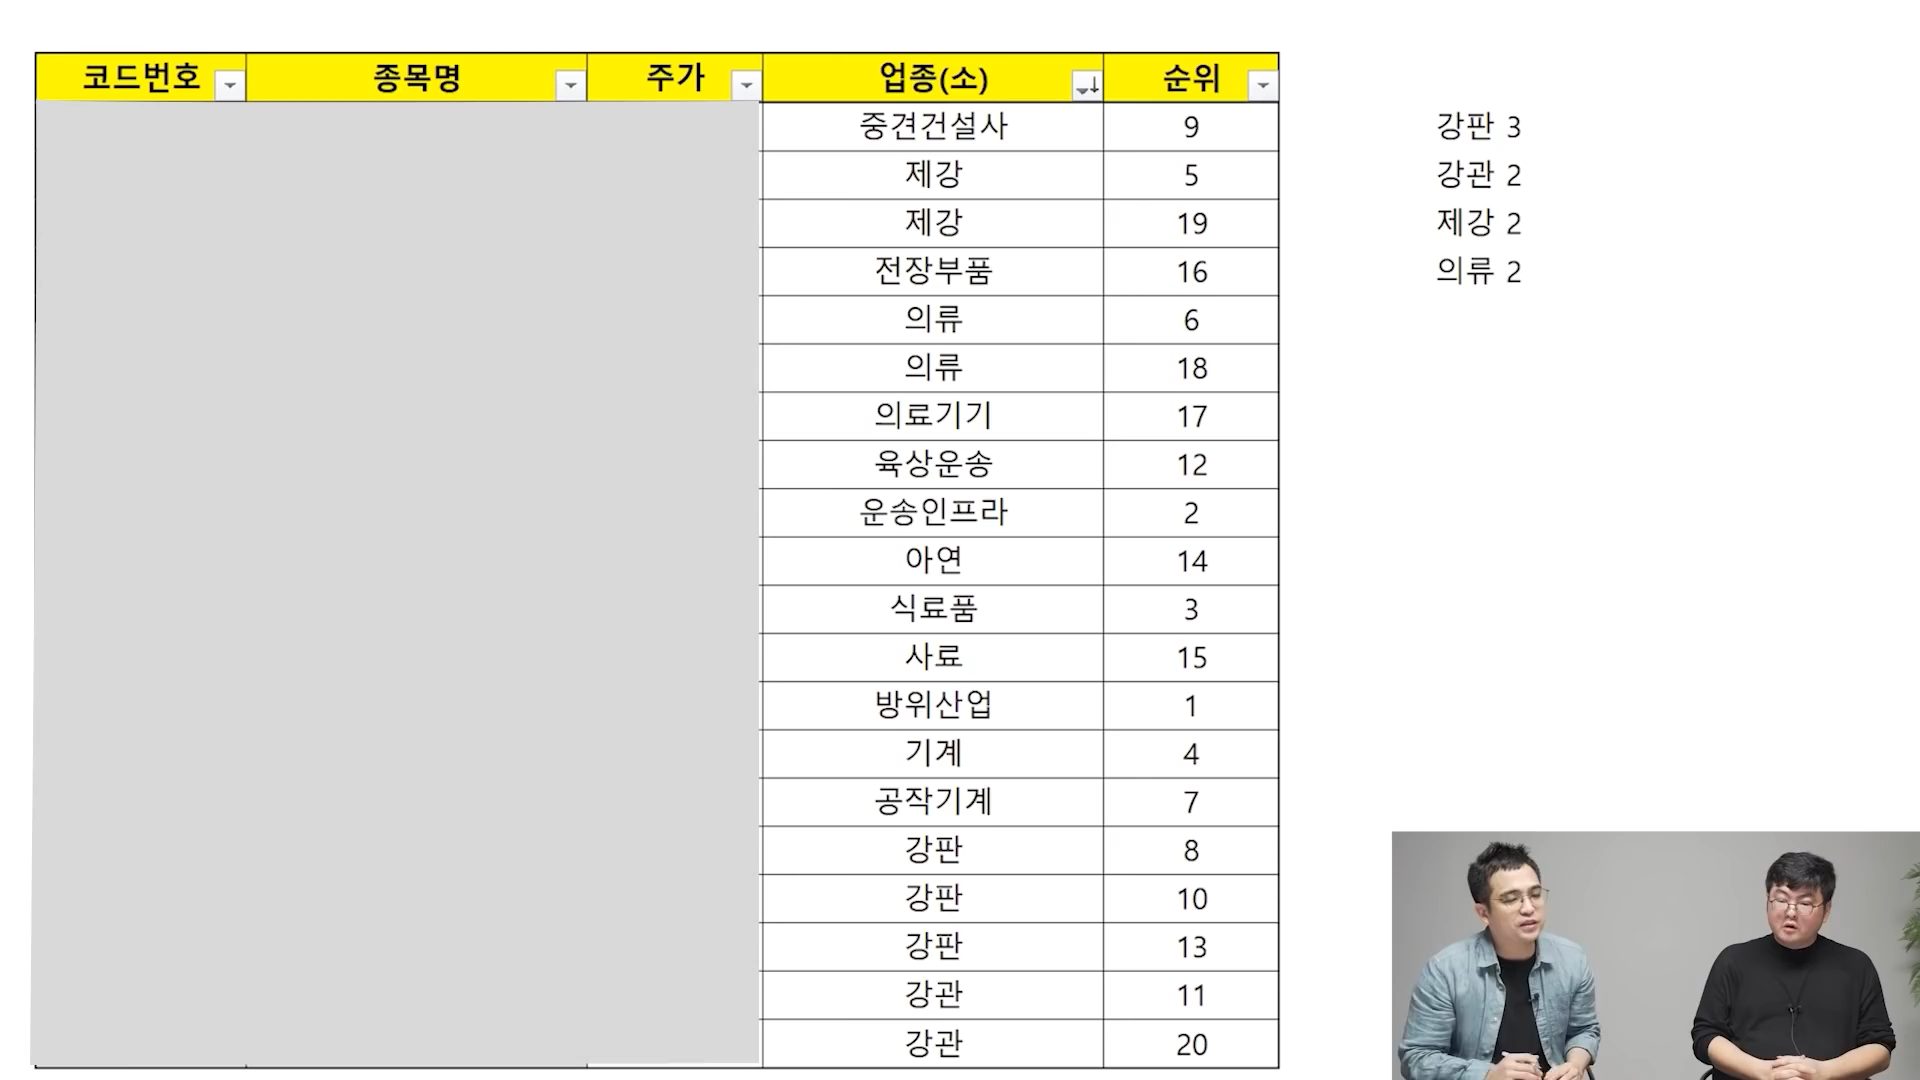 코드번호 종목명 주가 업종(소) 순위
중견건설사 9
제강 5
제강 19
전장부품 16
의류 6
의류 18
의료기기 17
육상운송 12
운송인프라 2
아연 14
식료품 3
사료 15
방위산업 1
기계 4
공작기계 7
강판 8
강판 10
강판 13
강관 11
강관 20
강판 3
강관 2
제강 2
의류 2